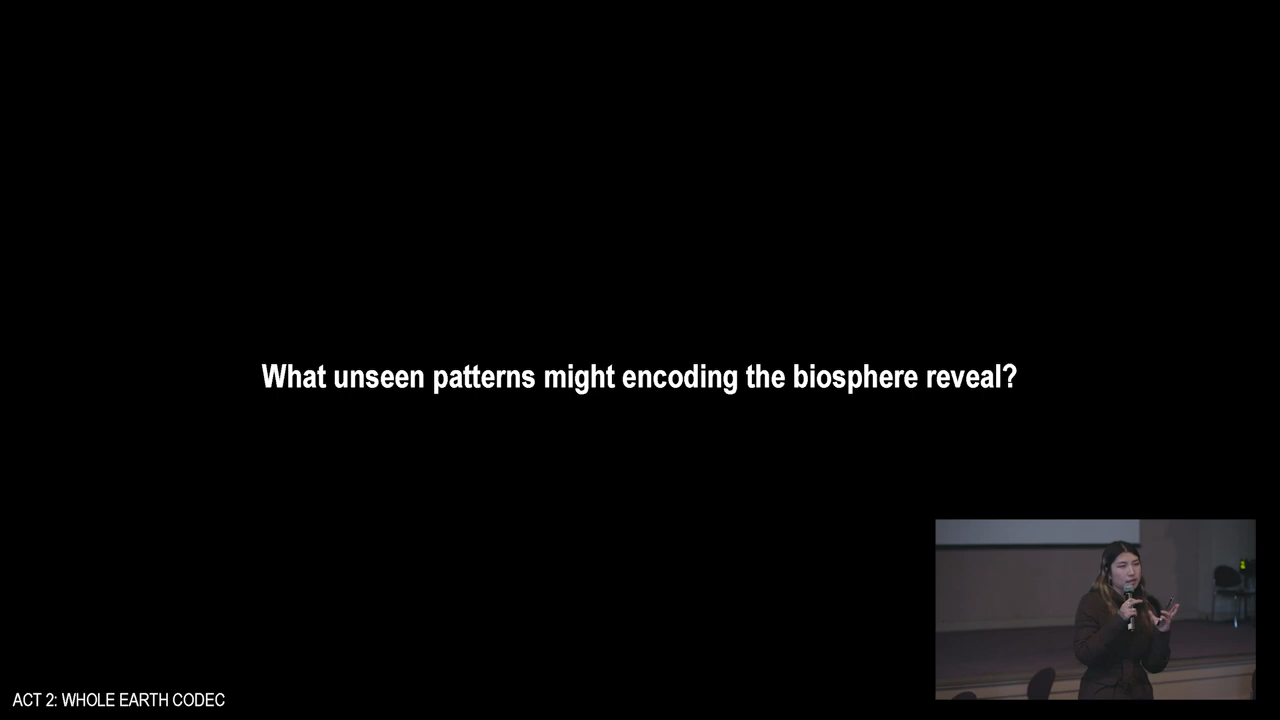 What unseen patterns might encoding the biosphere reveal?
ACT 2: WHOLE EARTH CODEC